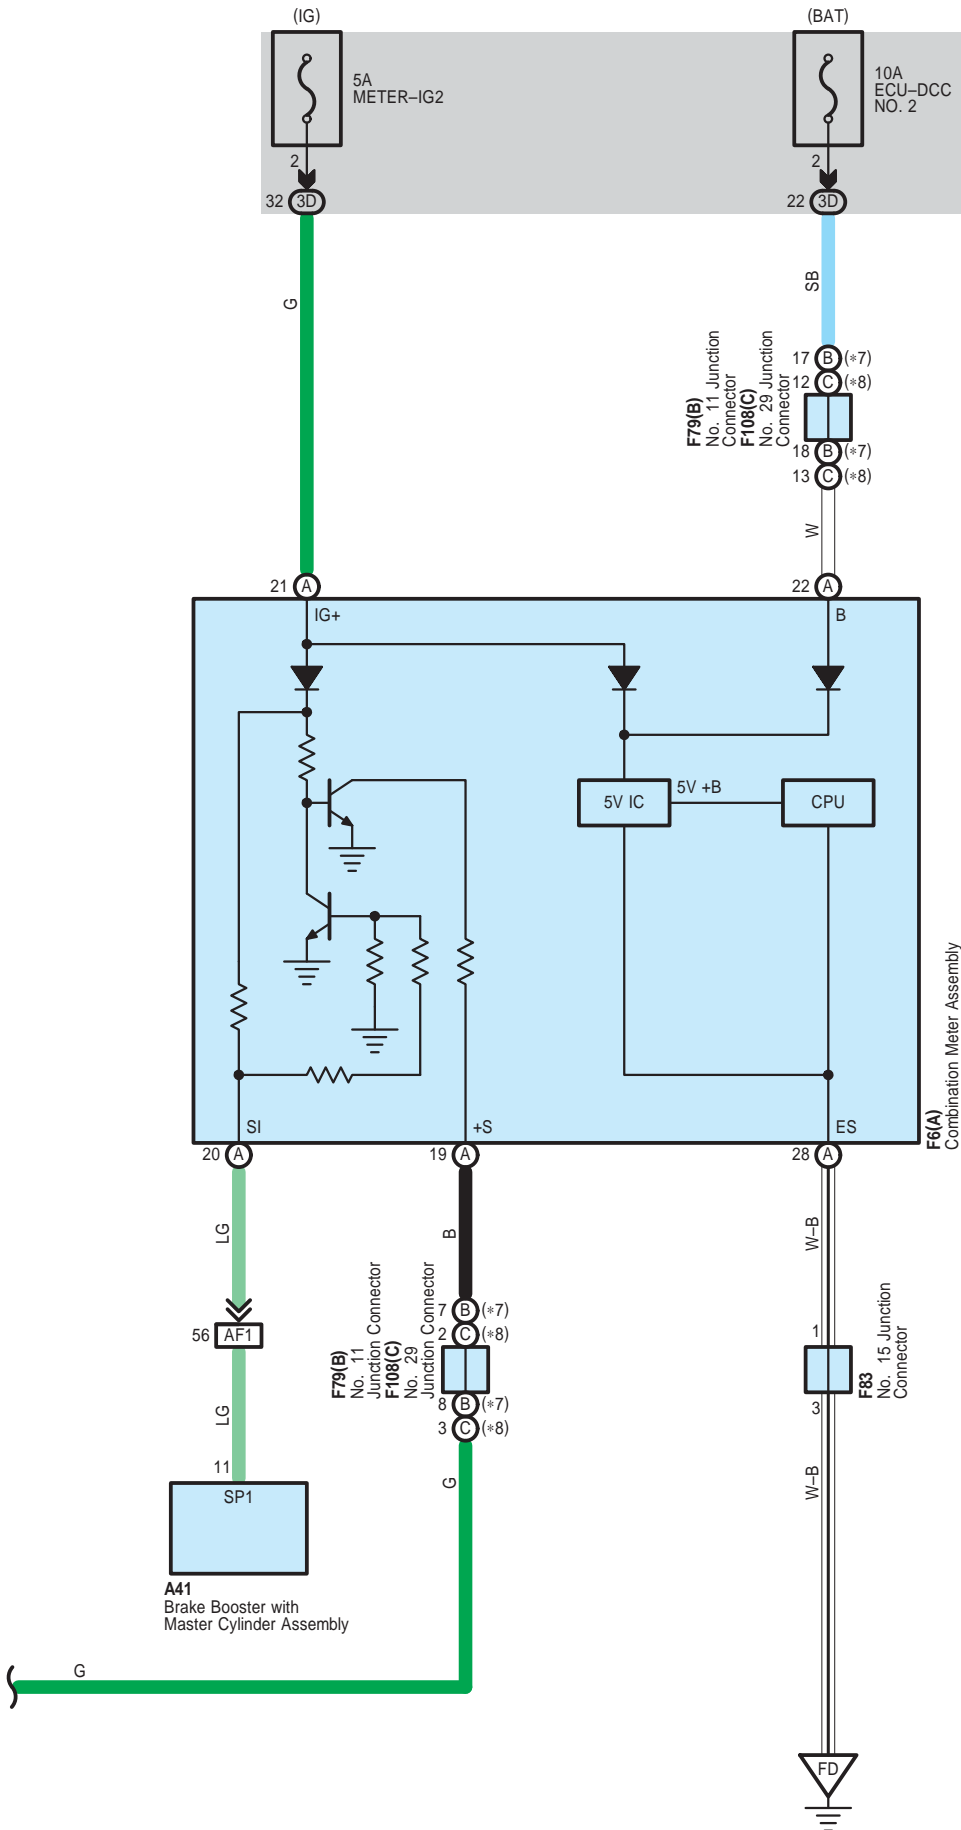 (IG)
(BAT)
5A
METER–IG2
10A
ECU–DCC
NO. 2
2
2
32
3D
22
3D
G
SB
F79(B)
No. 11 Junction
Connector
F108(C)
No. 29 Junction
Connector
17
B
(*7)
12
C
(*8)
18
B
(*7)
13
C
(*8)
W
21
A
22
A
IG+
B
5V IC
5V +B
CPU
F6(A)
Combination Meter Assembly
SI
+S
ES
20
A
19
A
28
A
LG
B
W–B
F79(B)
No. 11
Junction Connector
F108(C)
No. 29
Junction Connector
7
B
(*7)
2
C
(*8)
56
AF1
1
F83
No. 15 Junction
Connector
8
B
(*7)
3
C
(*8)
3
LG
G
W–B
11
SP1
A41
Brake Booster with
Master Cylinder Assembly
G
FD